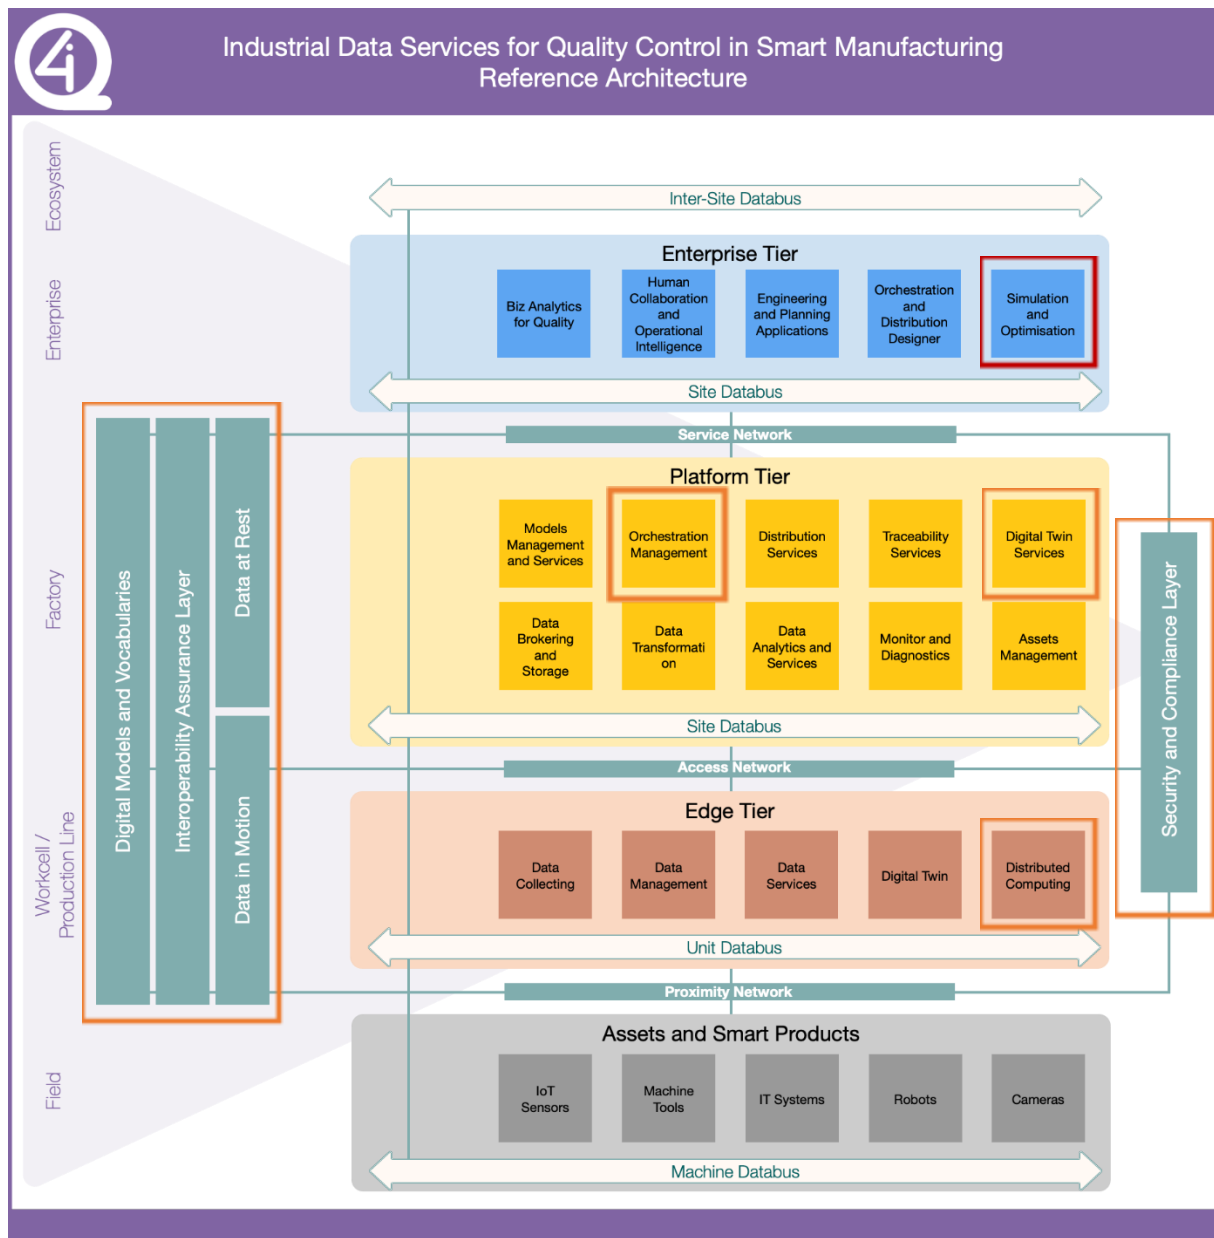 4i
Industrial Data Services for Quality Control in Smart Manufacturing
Reference Architecture
Ecosystem
Enterprise
Factory
Workcell /
Production Line
Field
Inter-Site Databus
Enterprise Tier
Biz Analytics
for Quality
Human
Collaboration
and
Operational
Intelligence
Engineering
and Planning
Applications
Orchestration
and
Distribution
Designer
Simulation
and
Optimisation
Site Databus
Service Network
Digital Models and Vocabularies
Interoperability Assurance Layer
Data at Rest
Data in Motion
Platform Tier
Models
Management
and Services
Orchestration
Management
Distribution
Services
Traceability
Services
Digital Twin
Services
Data
Brokering
and
Storage
Data
Transformati
on
Data
Analytics and
Services
Monitor and
Diagnostics
Assets
Management
Site Databus
Access Network
Security and Compliance Layer
Edge Tier
Data
Collecting
Data
Management
Data
Services
Digital Twin
Distributed
Computing
Unit Databus
Proximity Network
Assets and Smart Products
IoT
Sensors
Machine
Tools
IT Systems
Robots
Cameras
Machine Databus